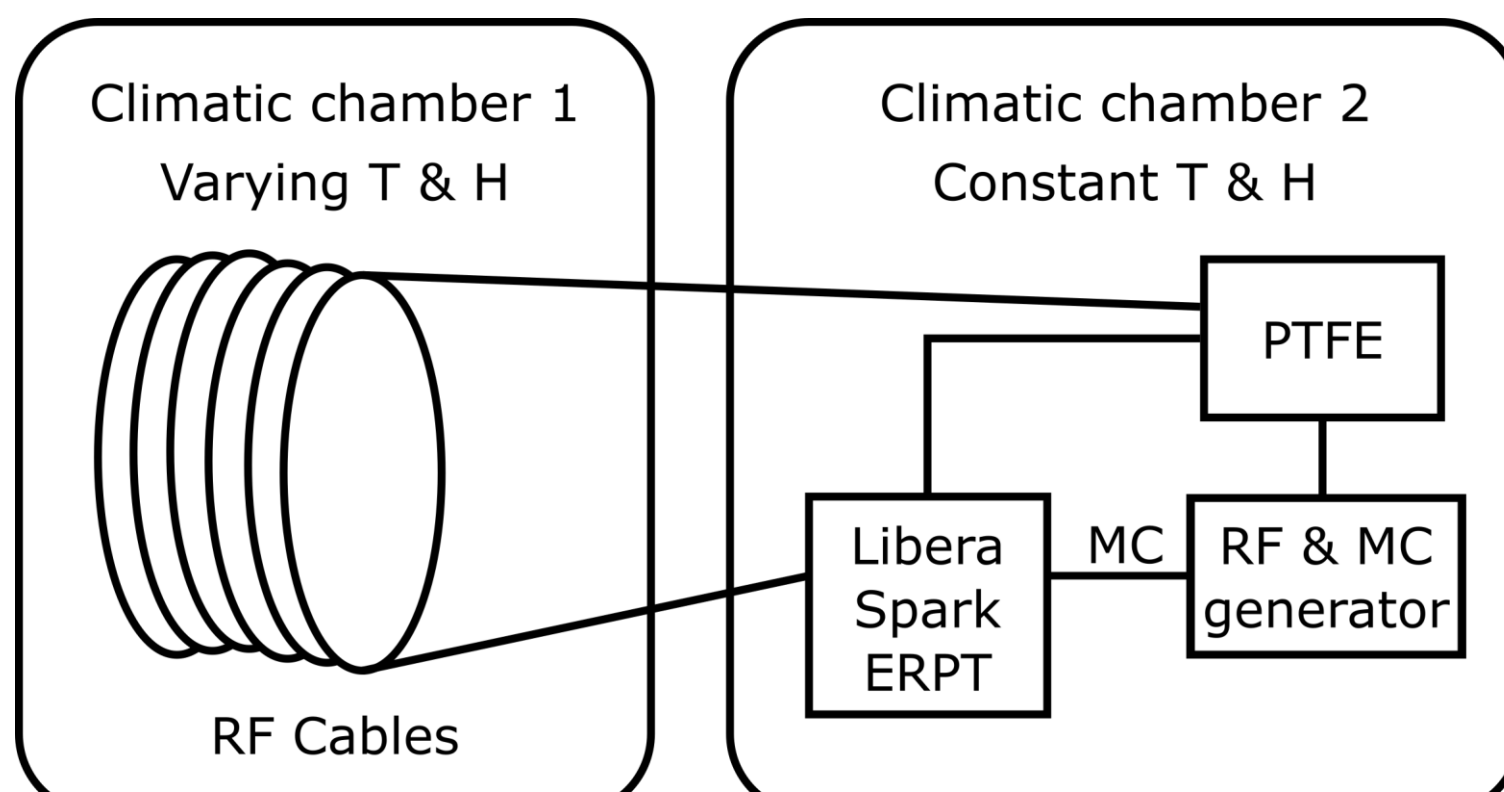 Climatic chamber 1
Varying T & H
RF Cables
Climatic chamber 2
Constant T & H
PTFE
Libera
Spark
ERPT
MC
RF & MC
generator